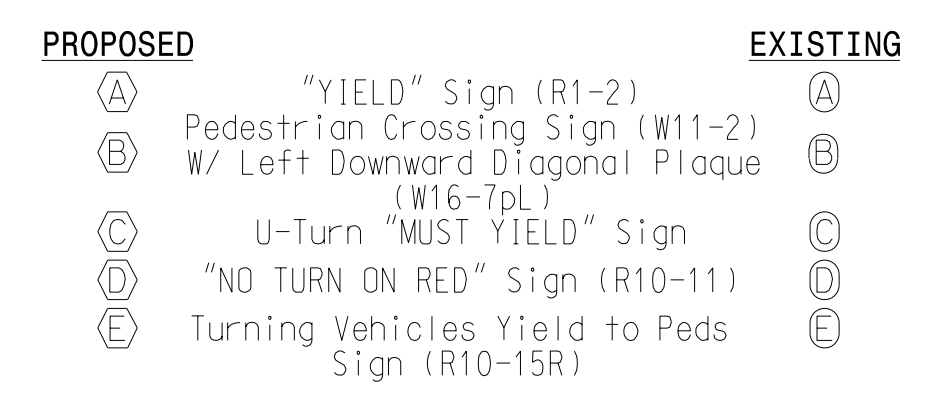 PROPOSED EXISTING
A "YIELD" Sign (R1-2) A
Pedestrian Crossing Sign (W11-2)
B W/ Left Downward Diagonal Plaque B
(W16-7pL)
C U-Turn "MUST YIELD" Sign C
D "NO TURN ON RED" Sign (R10-11) D
E Turning Vehicles Yield to Peds E
Sign (R10-15R)